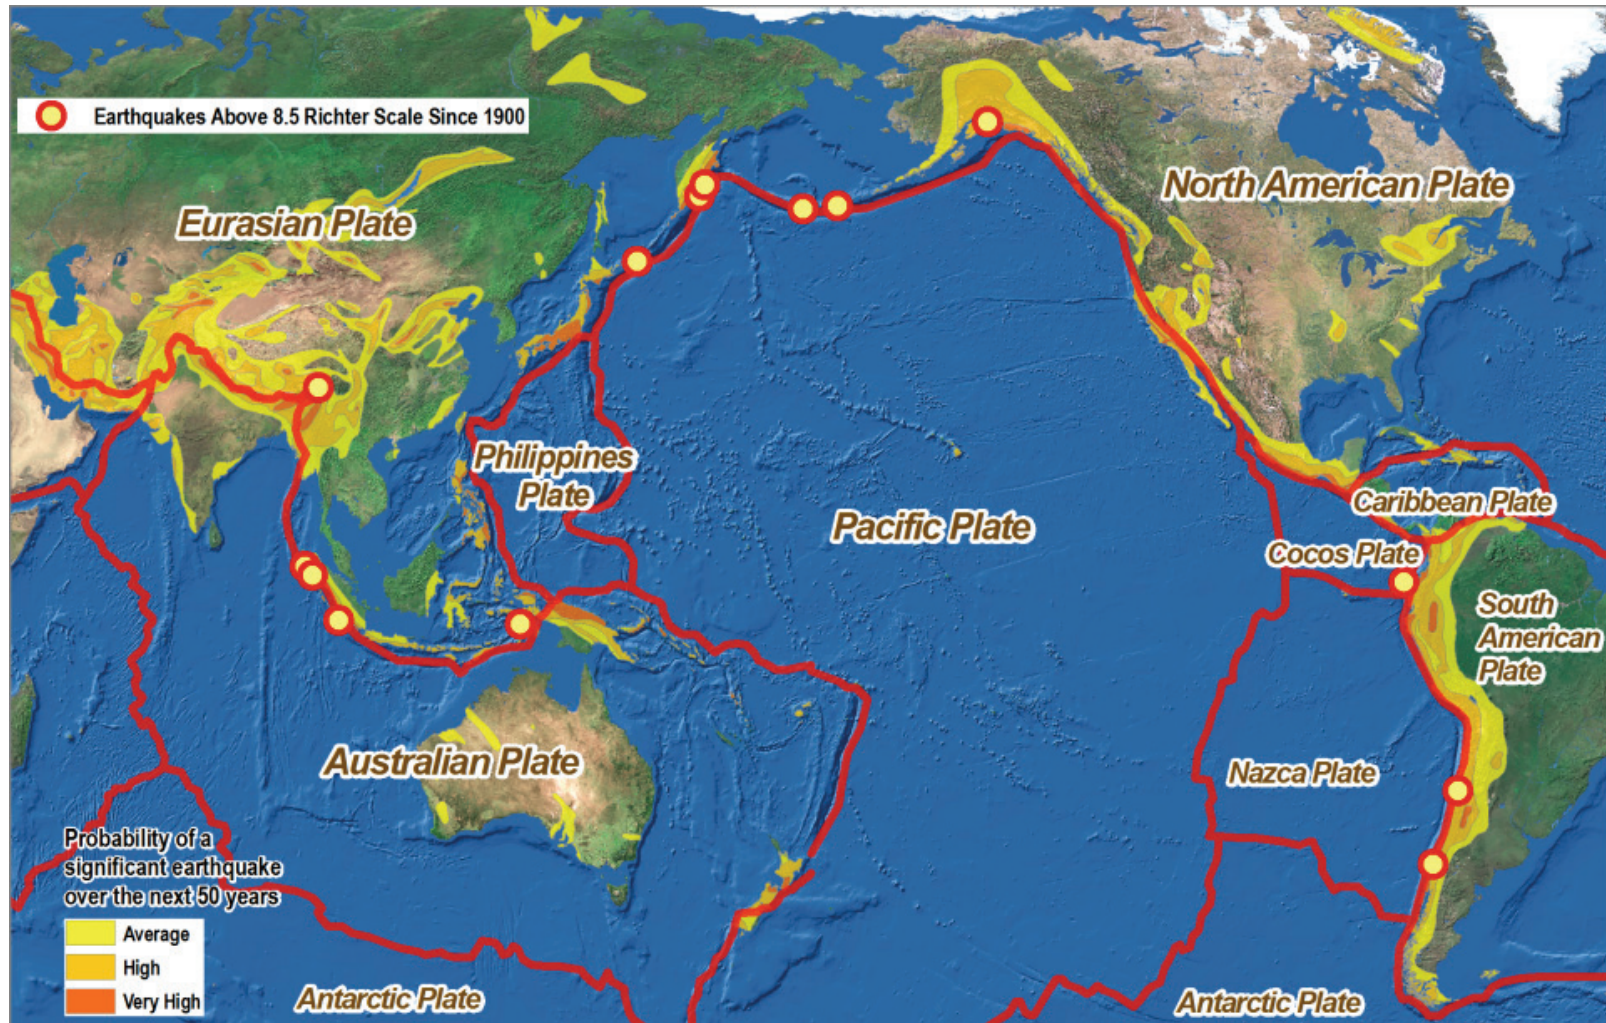 Earthquakes Above 8.5 Richter Scale Since 1900
Eurasian Plate
North American Plate
Philippines
Plate
Pacific Plate
Caribbean Plate
Cocos Plate
South
American
Plate
Australian Plate
Nazca Plate
Probability of a
significant earthquake
over the next 50 years
Average
High
Very High
Antarctic Plate
Antarctic Plate